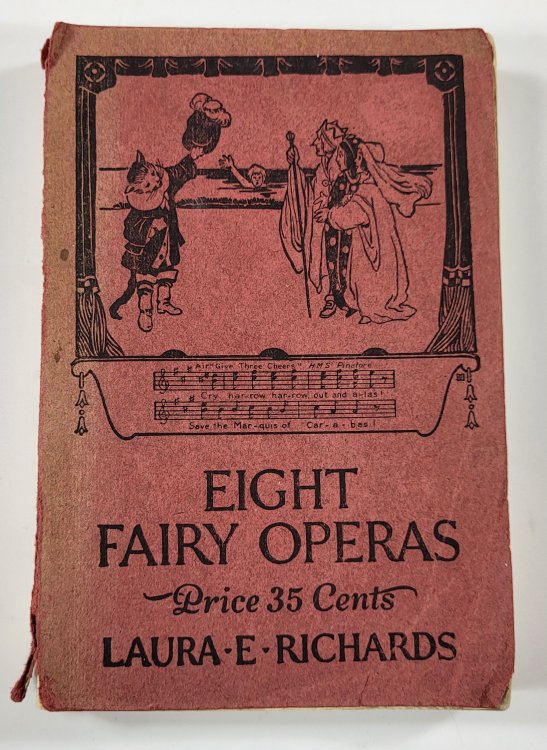 Air "Give Three Cheers" H.M.S. Pinafore
Cry har-row har-row out and a-las!
Save the Mar-quis of Car-a-bas!
EIGHT
FAIRY OPERAS
Price 35 Cents
LAURA·E·RICHARDS